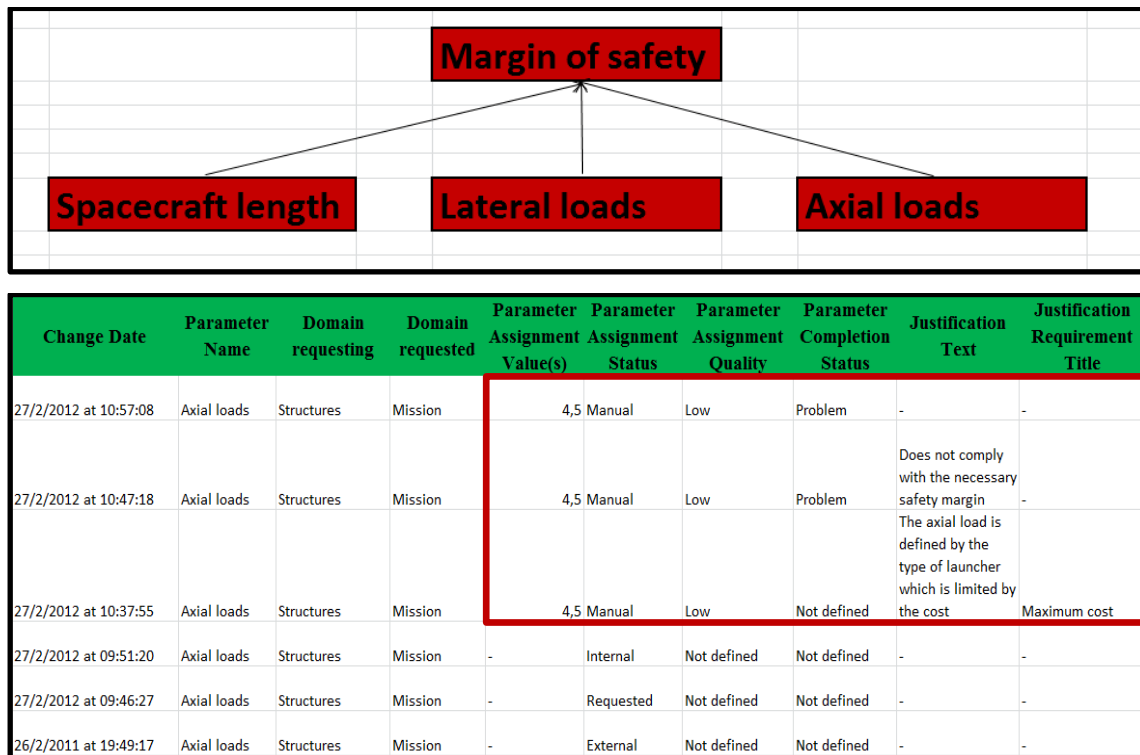 Margin of safety
Spacecraft length Lateral loads Axial loads
Change Date Parameter Name Domain requesting Domain requested Parameter Assignment Value(s) Parameter Assignment Status Parameter Assignment Quality Parameter Completion Status Justification Text Justification Requirement Title
27/2/2012 at 10:57:08 Axial loads Structures Mission 4,5 Manual Low Problem - -
27/2/2012 at 10:47:18 Axial loads Structures Mission 4,5 Manual Low Problem Does not comply with the necessary safety margin -
27/2/2012 at 10:37:55 Axial loads Structures Mission 4,5 Manual Low Not defined The axial load is defined by the type of launcher which is limited by the cost Maximum cost
27/2/2012 at 09:51:20 Axial loads Structures Mission - Internal Not defined Not defined - -
27/2/2012 at 09:46:27 Axial loads Structures Mission - Requested Not defined Not defined - -
26/2/2011 at 19:49:17 Axial loads Structures Mission - External Not defined Not defined - -